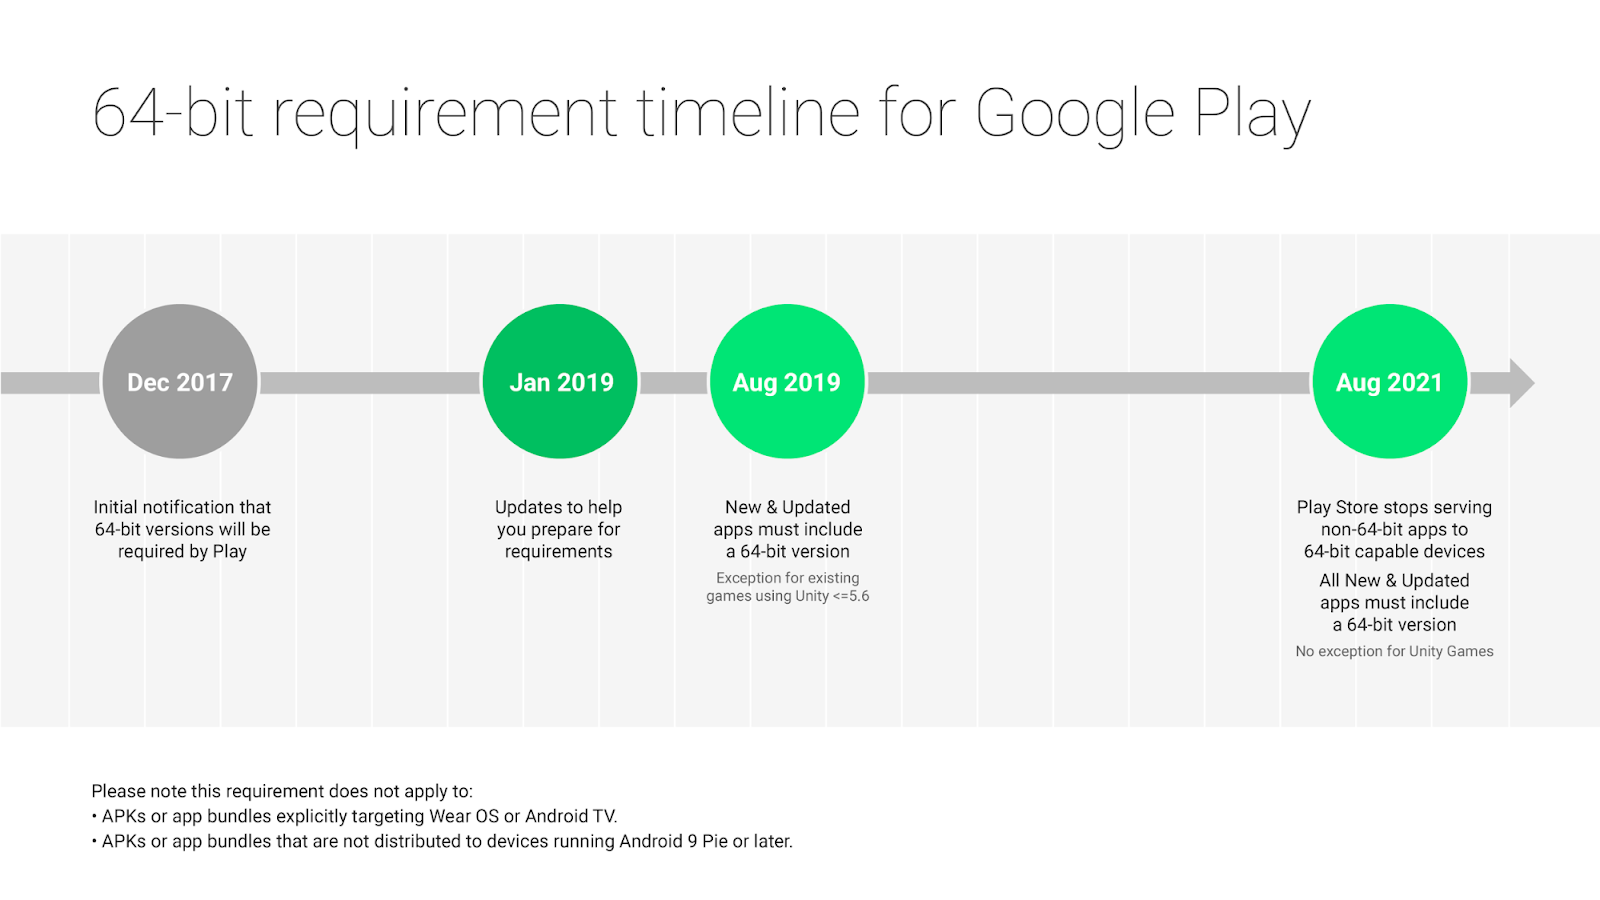 64-bit requirement timeline for Google Play
Dec 2017
Jan 2019
Aug 2019
Aug 2021
Initial notification that
64-bit versions will be
required by Play
Updates to help
you prepare for
requirements
New & Updated
apps must include
a 64-bit version
Exception for existing
games using Unity <=5.6
Play Store stops serving
non-64-bit apps to
64-bit capable devices
All New & Updated
apps must include
a 64-bit version
No exception for Unity Games
Please note this requirement does not apply to:
• APKs or app bundles explicitly targeting Wear OS or Android TV.
• APKs or app bundles that are not distributed to devices running Android 9 Pie or later.